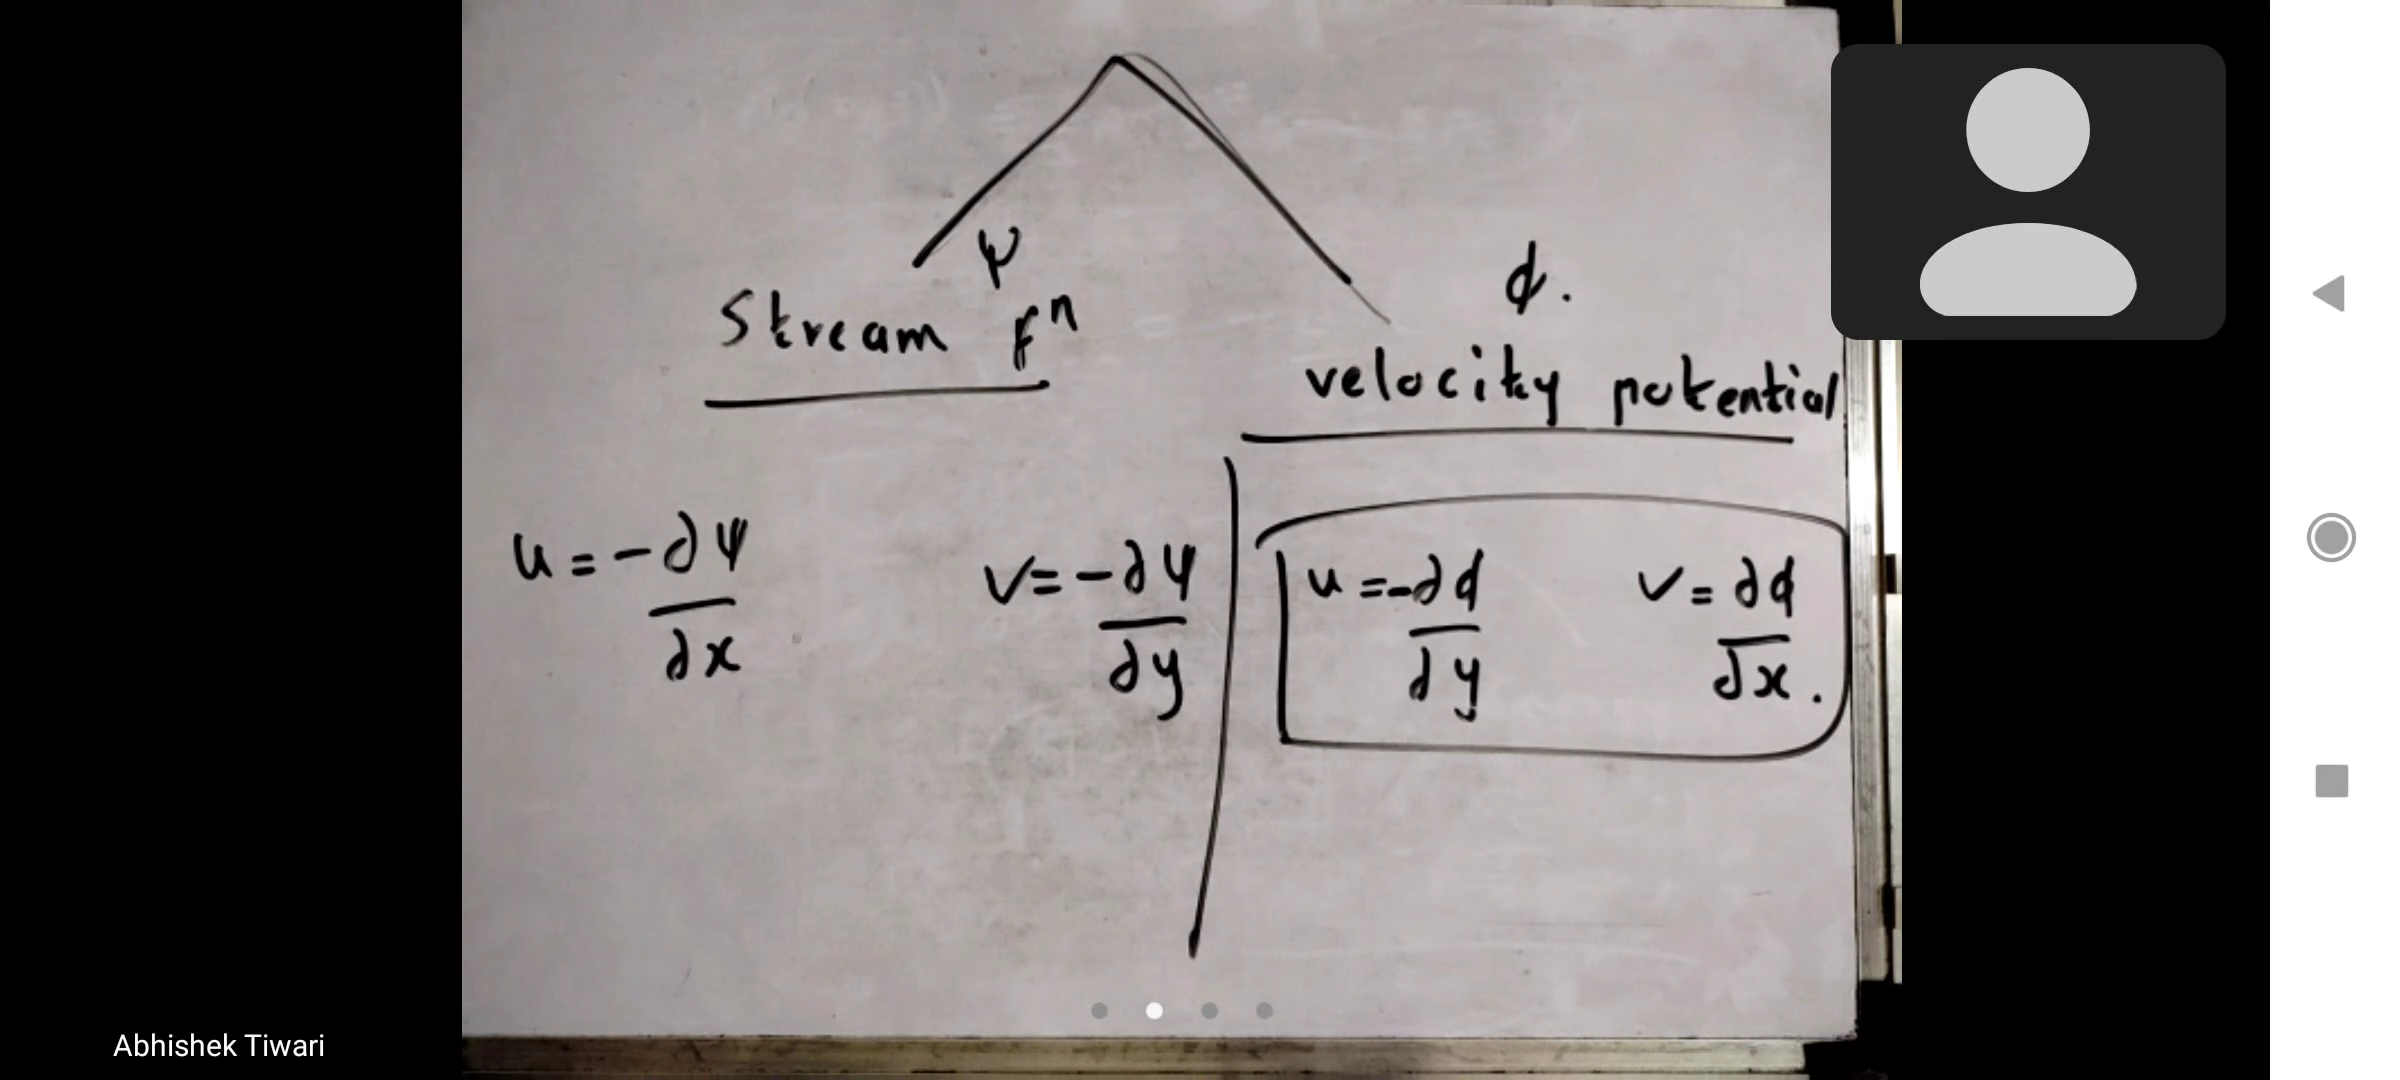 ψ
Stream Fⁿ
ϕ.
velocity potential
u = -∂ψ/∂x
v = -∂ψ/∂y
u = -∂ϕ/∂y
v = ∂ϕ/∂x.
Abhishek Tiwari